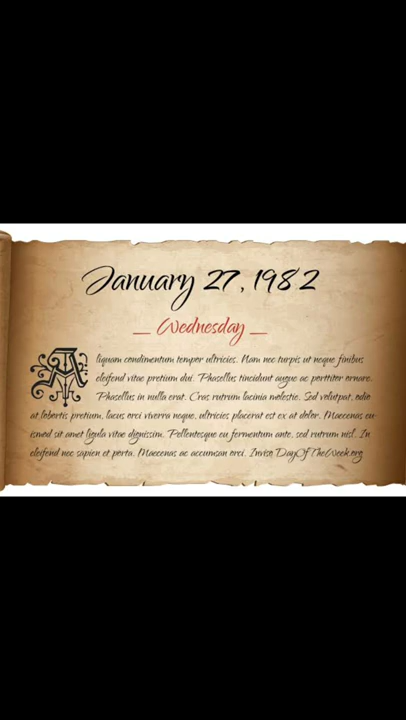 January 27, 1982
_ Wednesday _
Aliquam condimentum tempor ultricies. Nam nec turpis ut neque finibus
eleifend vitae pretium dui. Phasellus tincidunt augue ac porttitor ornare.
Phasellus in nulla erat. Cras rutrum lacinia molestie. Sed volutpat, odio
at lobortis pretium, lacus orci viverra neque, ultricies placerat est ex at dolor. Maecenas eu
ismod sit amet ligula vitae dignissim. Pellentesque eu fermentum ante, sed rutrum nisl. In
eleifend nec sapien et porta. Maecenas ac accumsan orci. Invise DayOfTheWeek.org